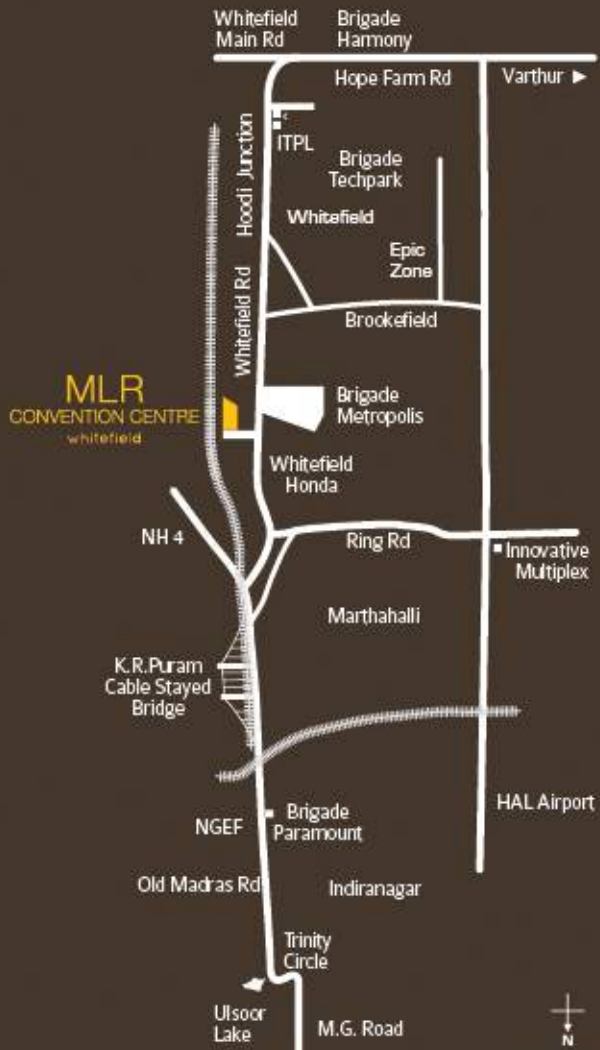 Whitefield
Main Rd
Brigade
Harmony
Hope Farm Rd
Varthur
ITPL
Hoodi Junction
Brigade
Techpark
Whitefield
Epic
Zone
Whitefield Rd
Brookefield
MLR
CONVENTION CENTRE
whitefield
Brigade
Metropolis
Whitefield
Honda
NH 4
Ring Rd
Innovative
Multiplex
Marthahalli
K.R.Puram
Cable Stayed
Bridge
HAL Airport
NGEF
Brigade
Paramount
Old Madras Rd
Indiranagar
Trinity
Circle
Ulsoor
Lake
M.G. Road
N